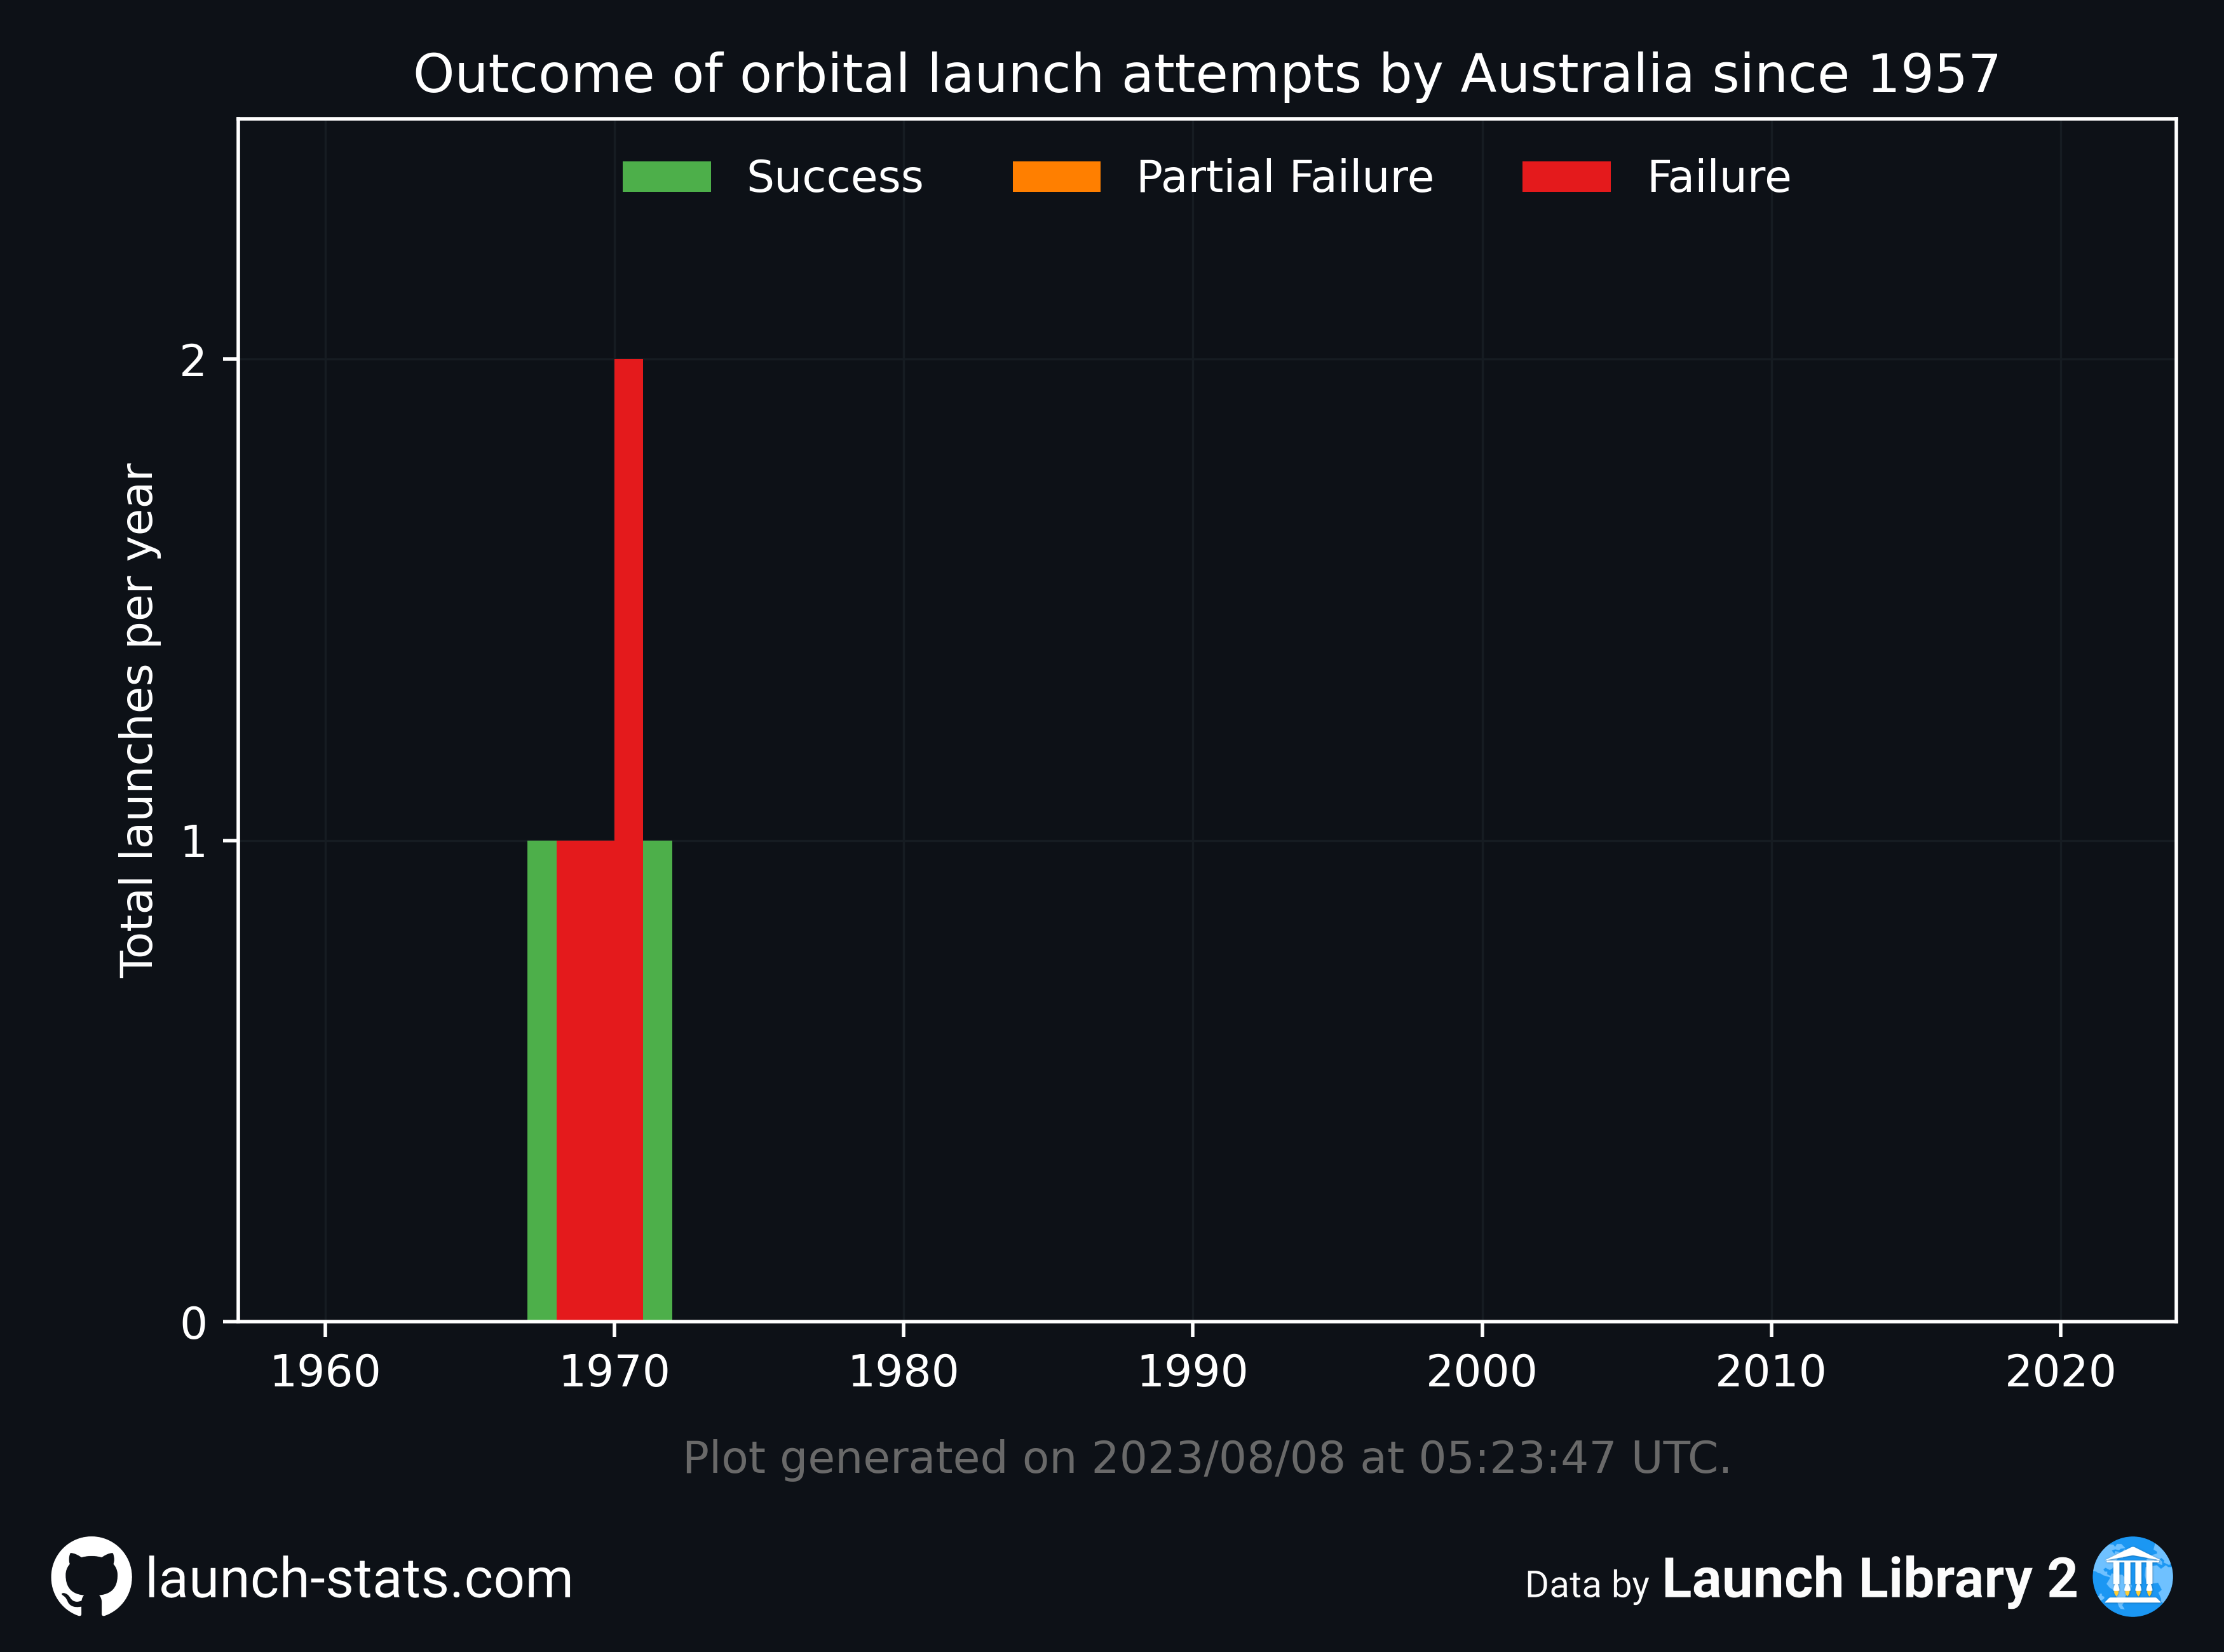 Outcome of orbital launch attempts by Australia since 1957
Success Partial Failure Failure
Total launches per year
2
1
0
1960 1970 1980 1990 2000 2010 2020
Plot generated on 2023/08/08 at 05:23:47 UTC.
launch-stats.com
Data by Launch Library 2